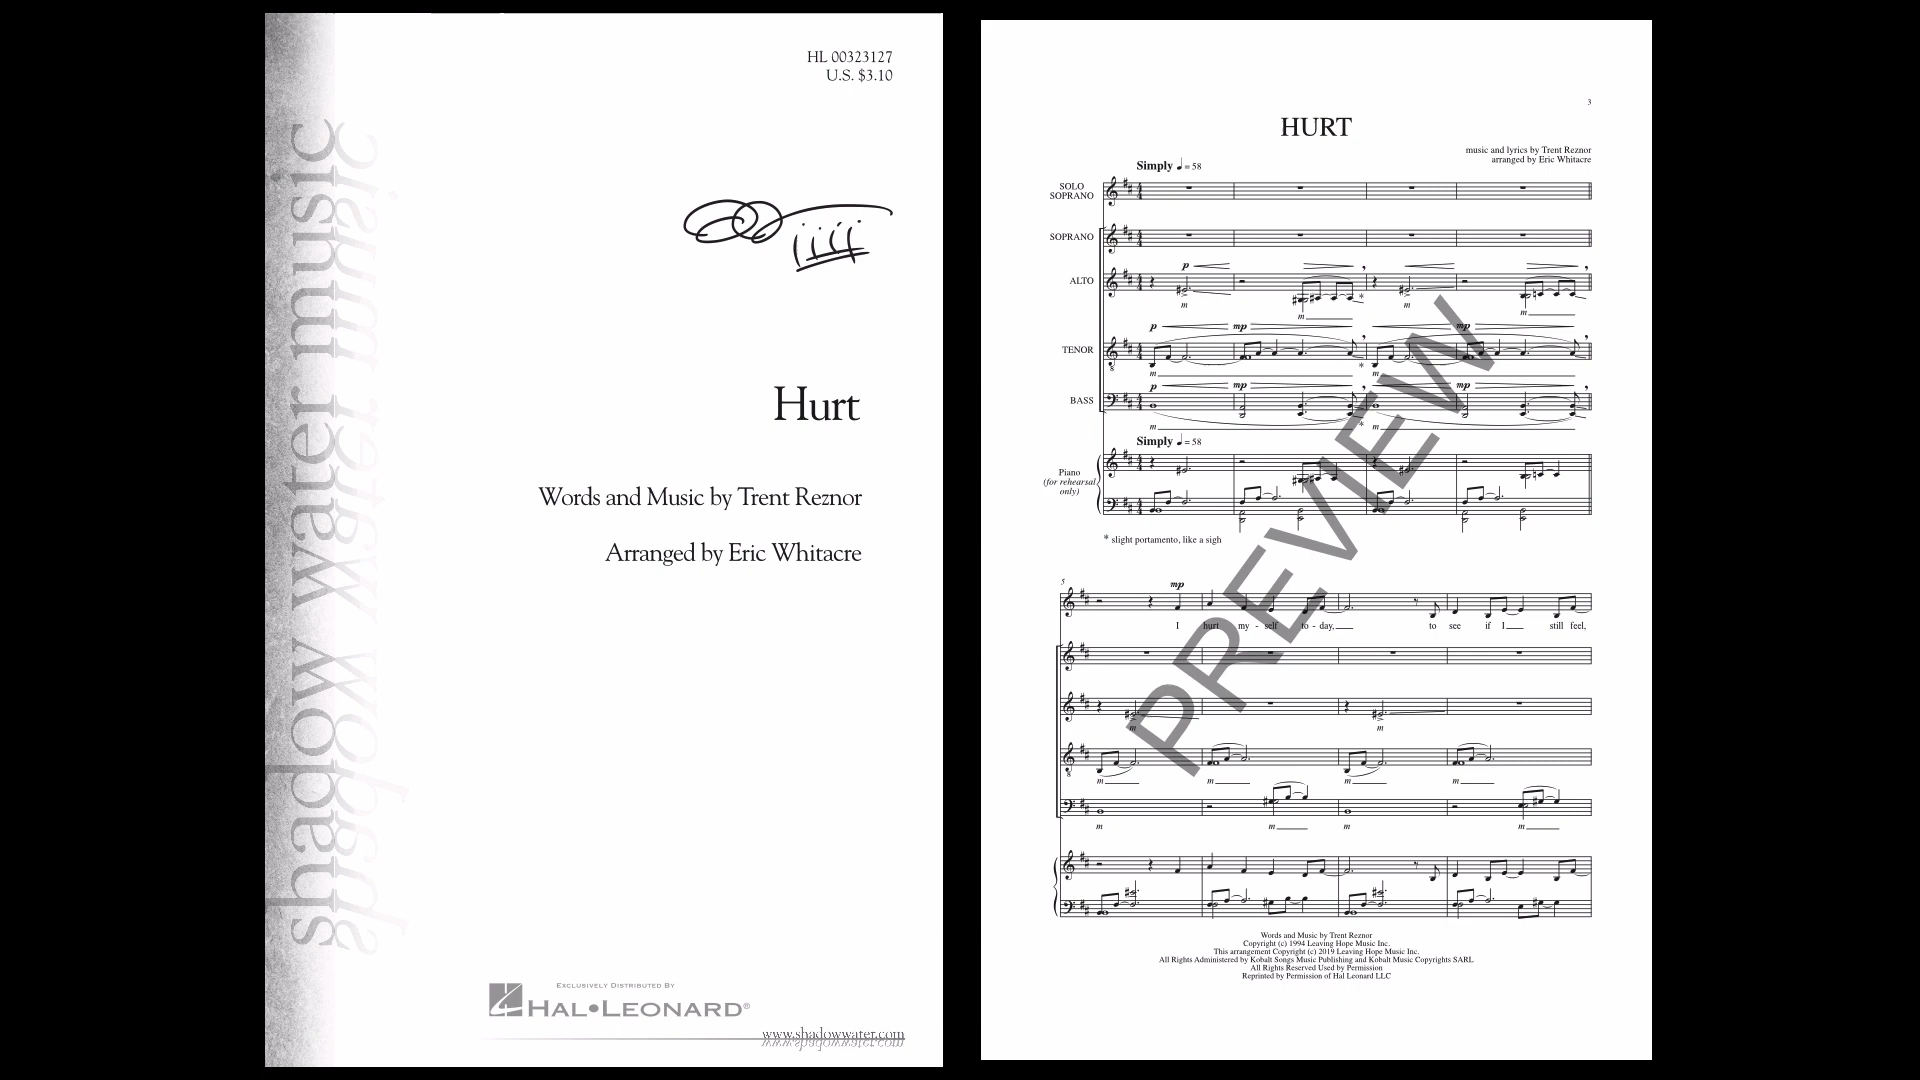 HL 00323127
U.S. $3.10
shadow water music
Hurt
Words and Music by Trent Reznor
Arranged by Eric Whitacre
EXCLUSIVELY DISTRIBUTED BY
HAL•LEONARD®
www.shadowwater.com
3
HURT
music and lyrics by Trent Reznor
arranged by Eric Whitacre
Simply ♩ = 58
SOLO
SOPRANO
SOPRANO
p
ALTO
m
m
m
m
p mp mp
TENOR
m
m
p mp mp
BASS
m
m
Simply ♩ = 58
Piano
(for rehearsal
only)
* slight portamento, like a sigh
PREVIEW
5
mp
I hurt my - self to - day, to see if I still feel,
m m
m m m m
m m m m
Words and Music by Trent Reznor
Copyright (c) 1994 Leaving Hope Music Inc.
This arrangement Copyright (c) 2019 Leaving Hope Music Inc.
All Rights Administered by Kobalt Songs Music Publishing and Kobalt Music Copyrights SARL
All Rights Reserved Used by Permission
Reprinted by Permission of Hal Leonard LLC